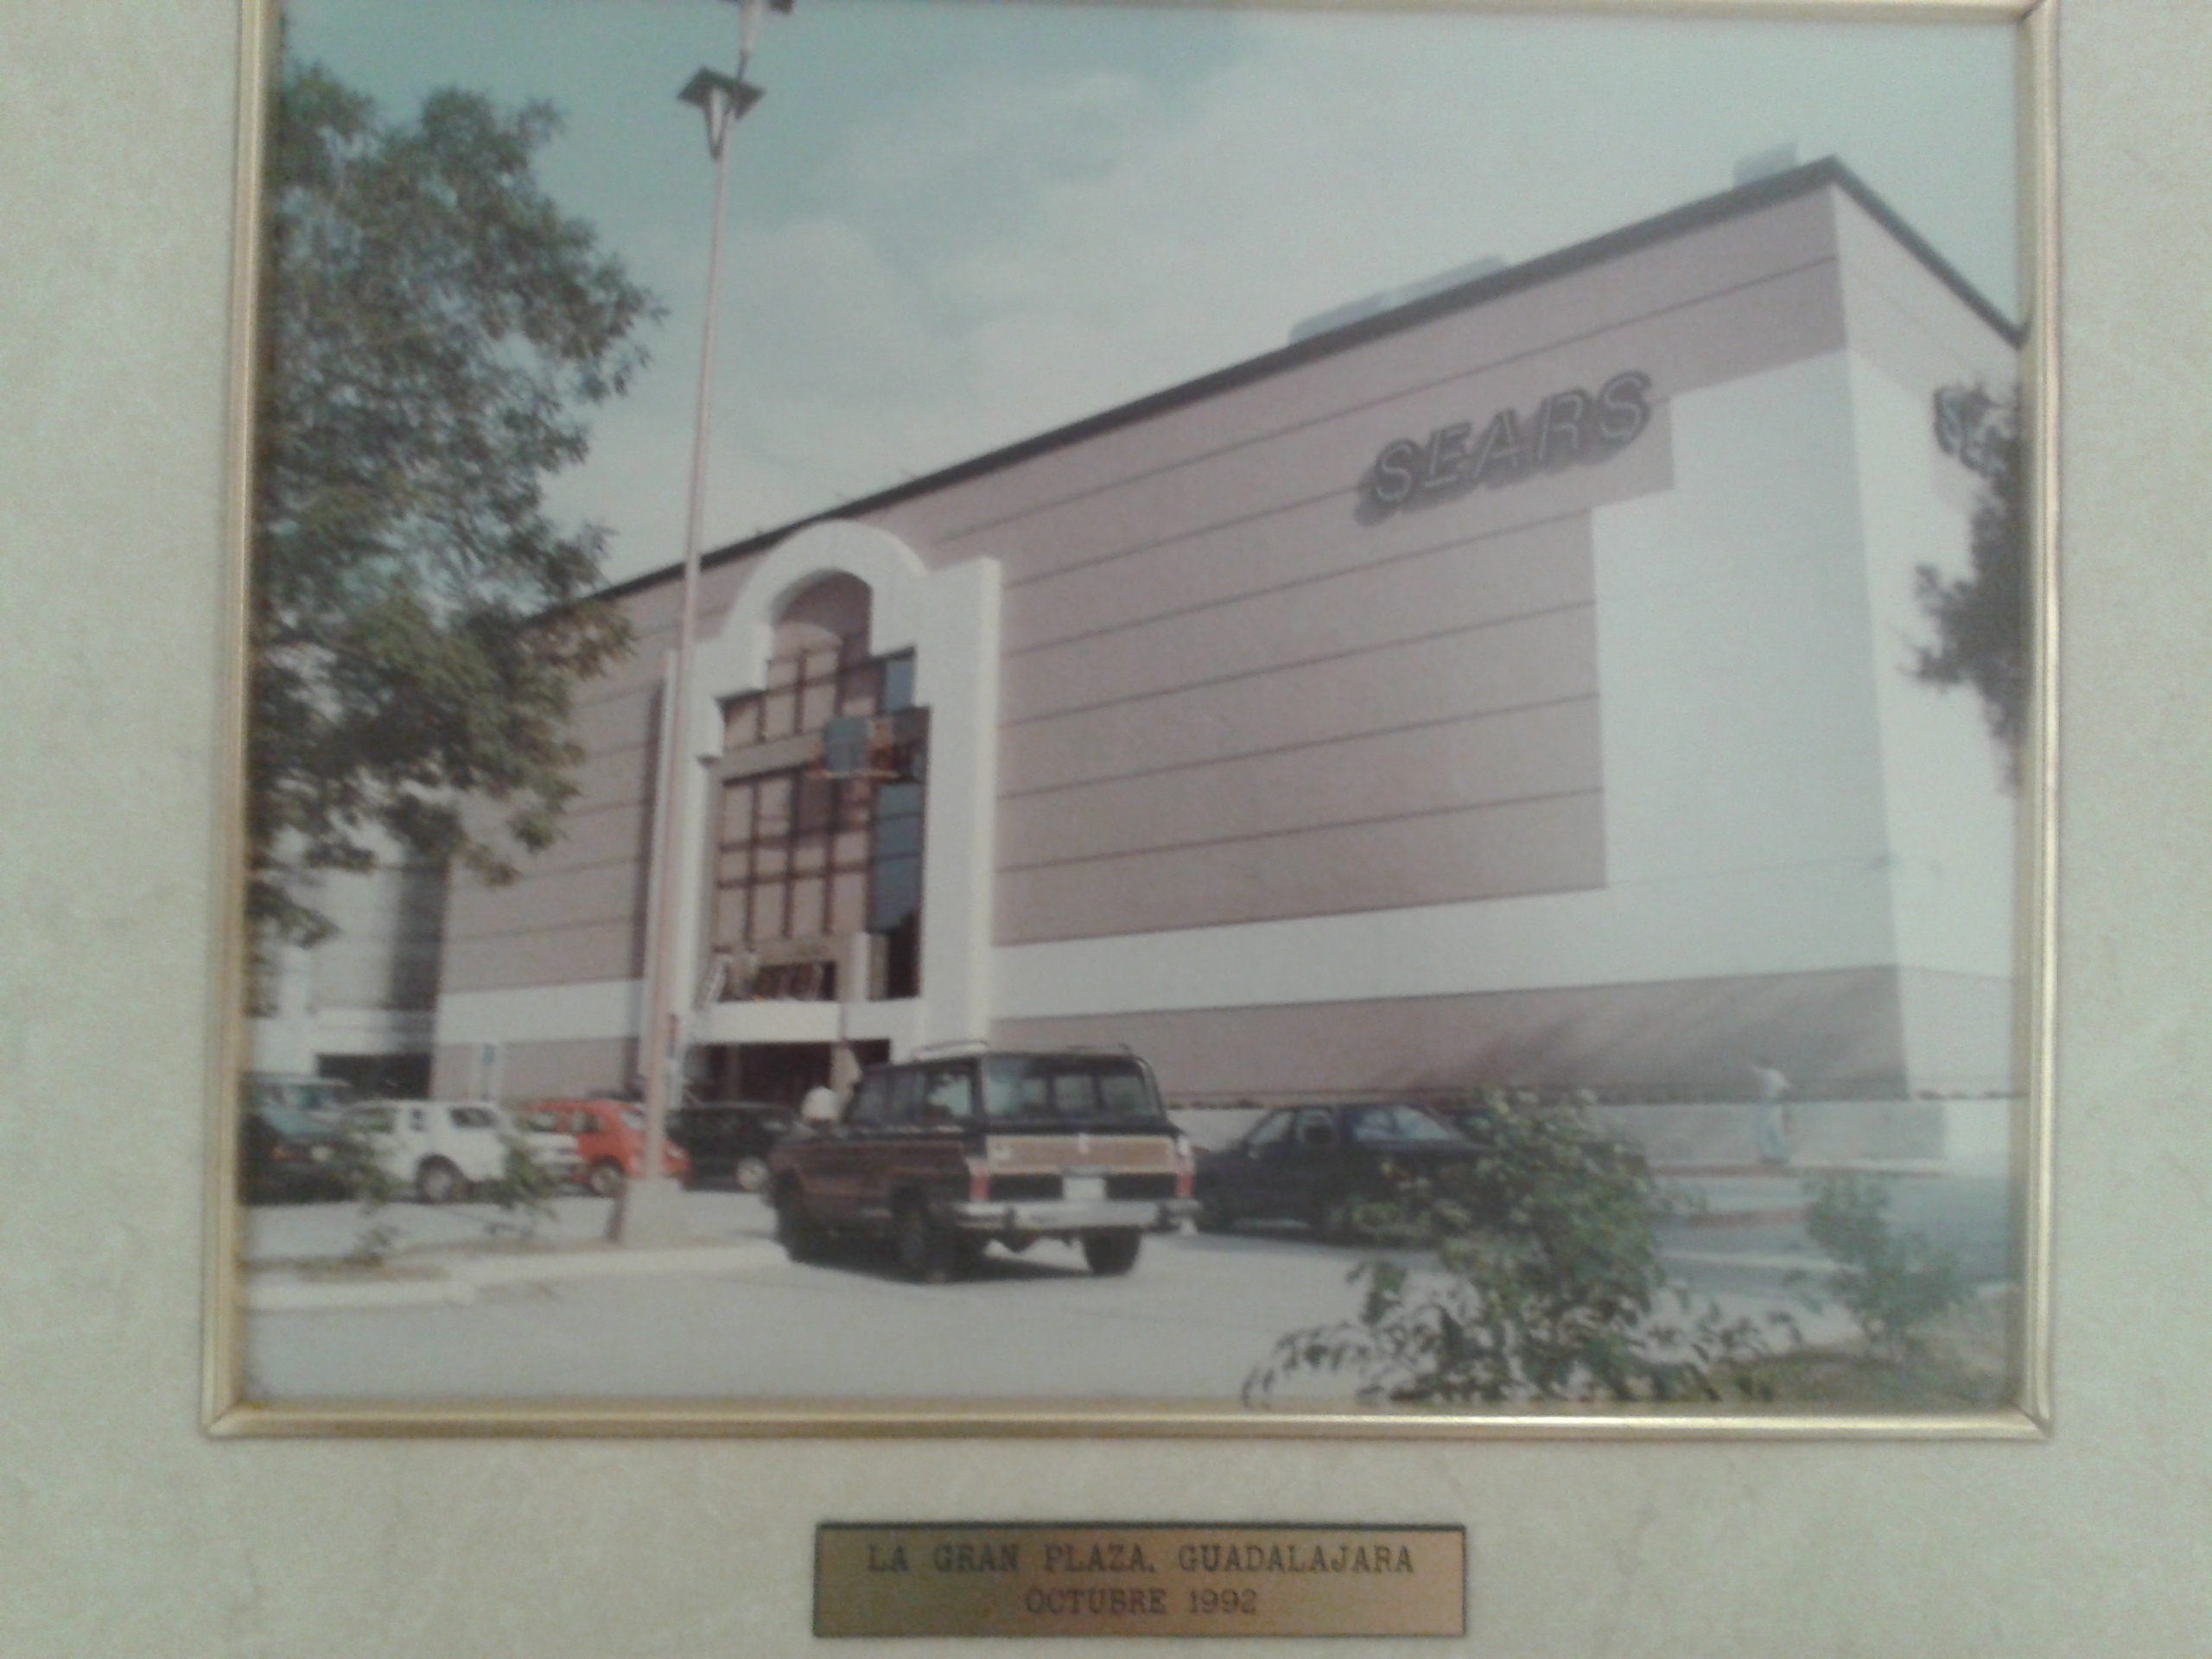 SEARS
LA GRAN PLAZA, GUADALAJARA
OCTUBRE 1992